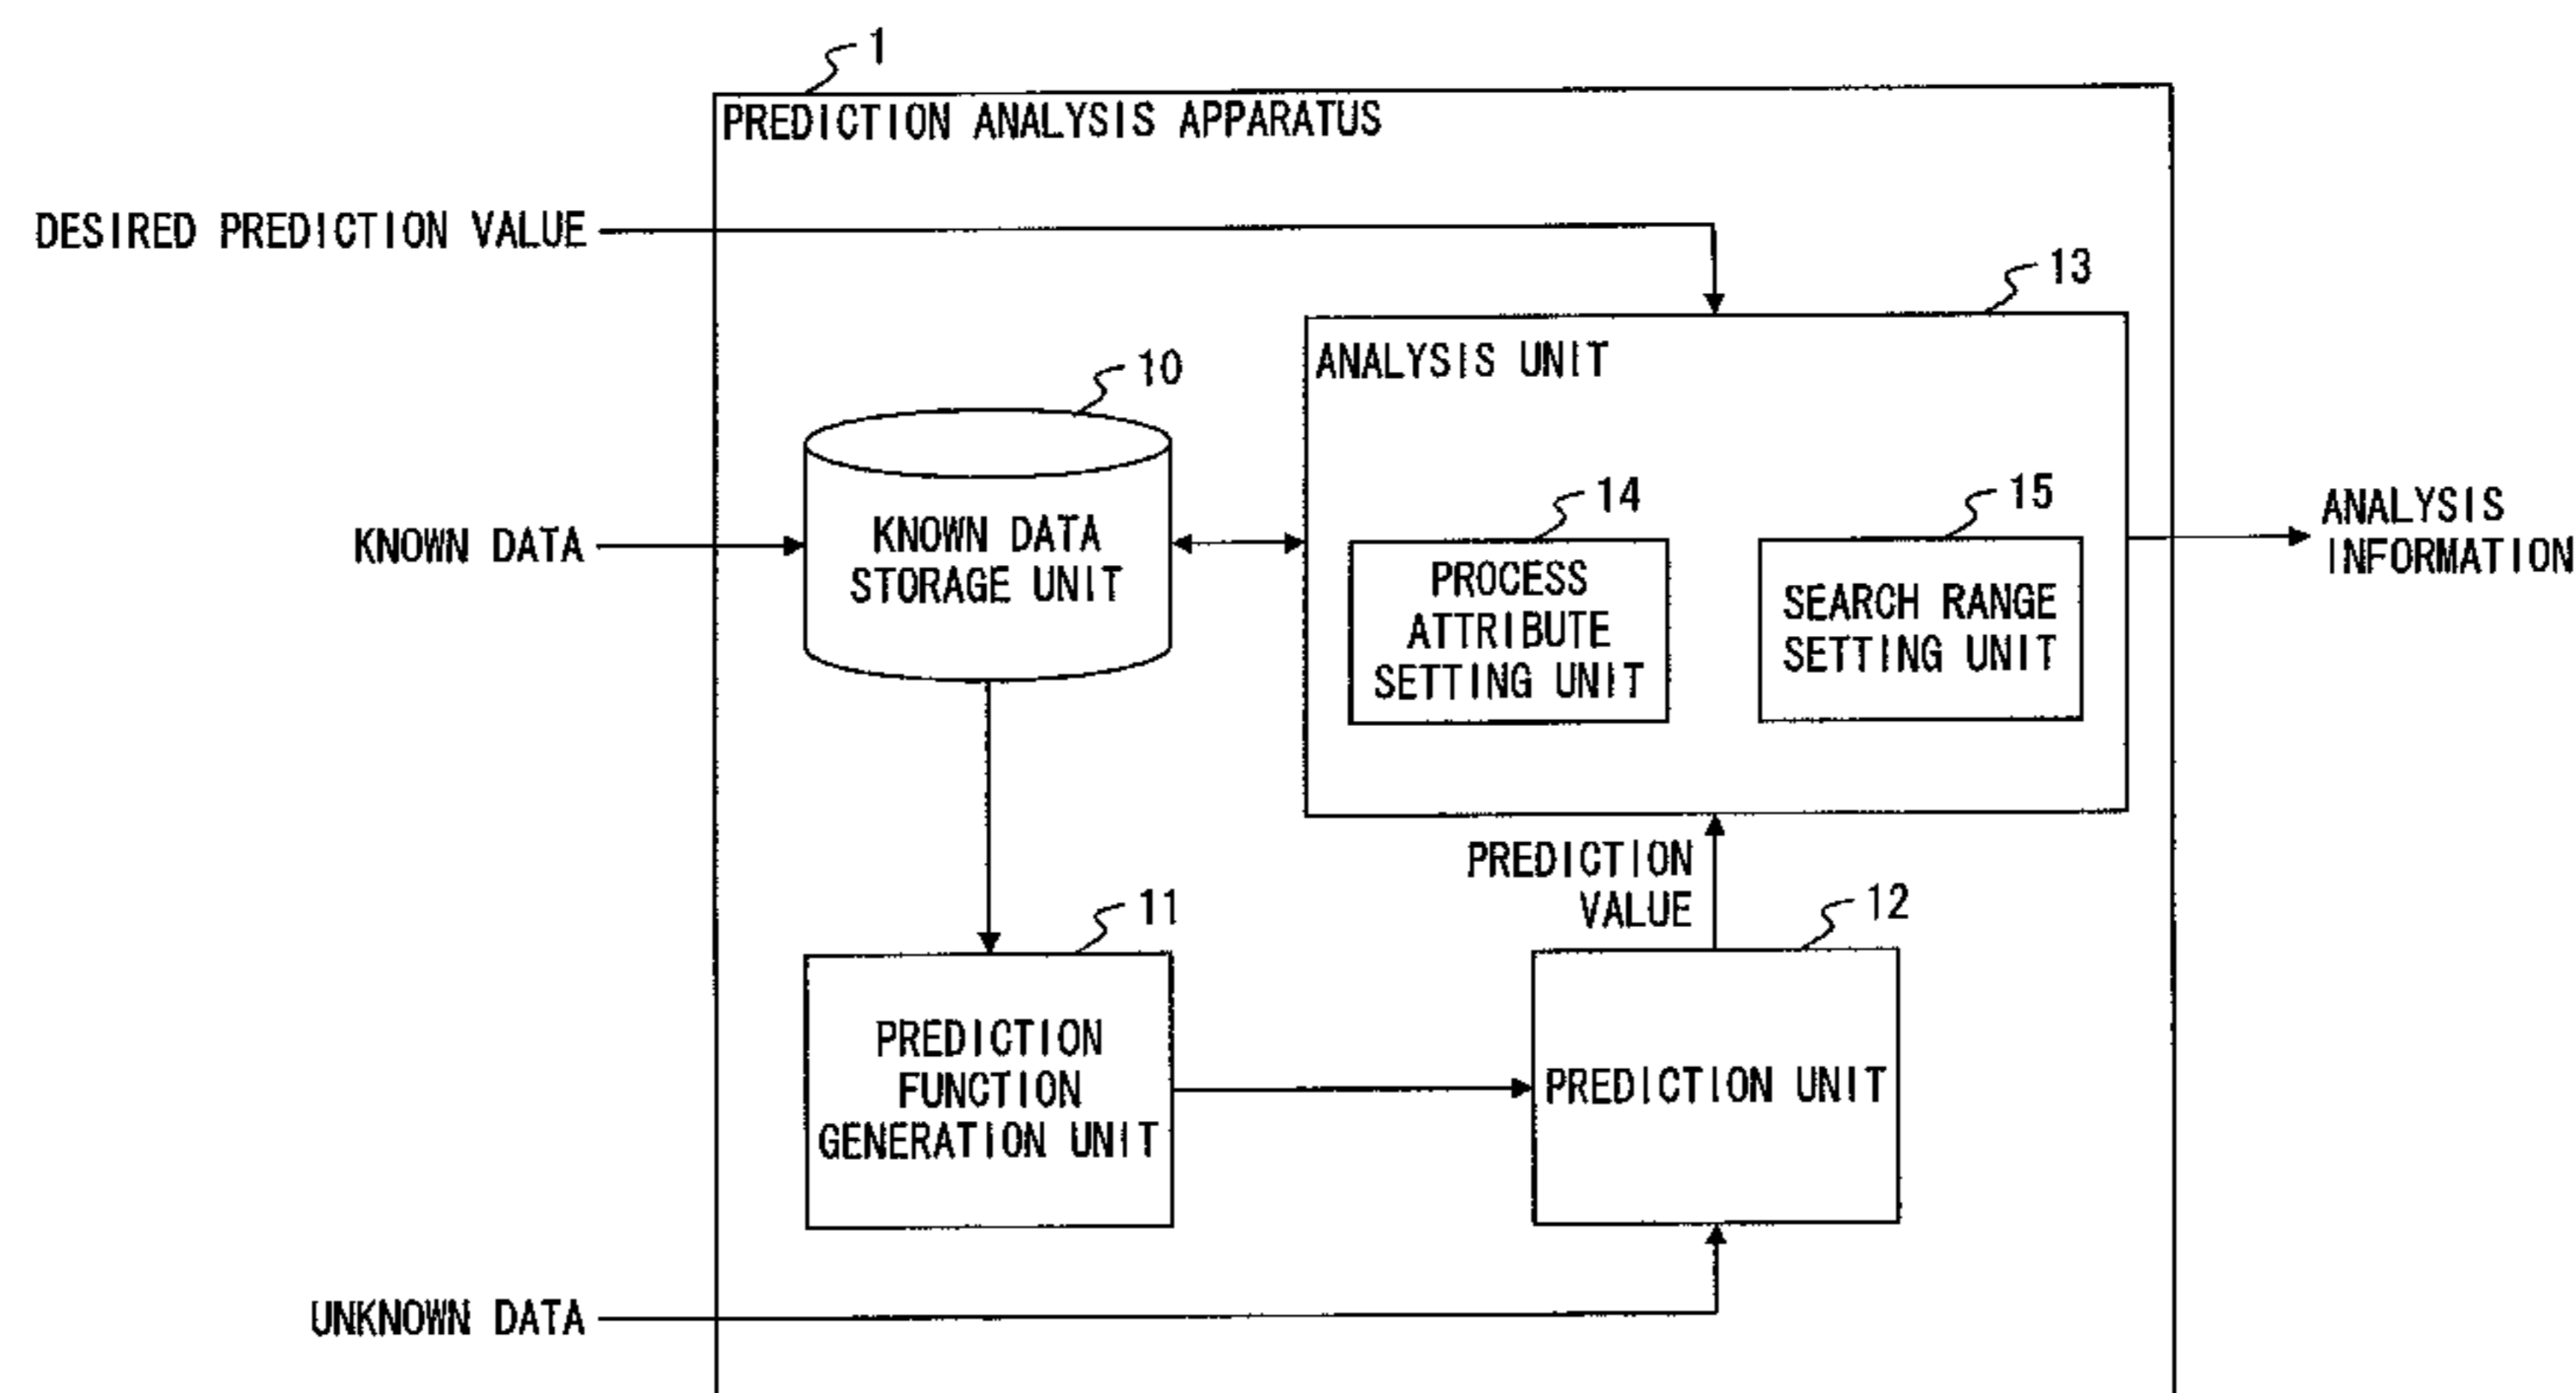 1
PREDICTION ANALYSIS APPARATUS
DESIRED PREDICTION VALUE
13
ANALYSIS UNIT
10
KNOWN DATA
KNOWN DATA
STORAGE UNIT
14
PROCESS
ATTRIBUTE
SETTING UNIT
15
SEARCH RANGE
SETTING UNIT
ANALYSIS
INFORMATION
PREDICTION
VALUE
11
PREDICTION
FUNCTION
GENERATION UNIT
12
PREDICTION UNIT
UNKNOWN DATA